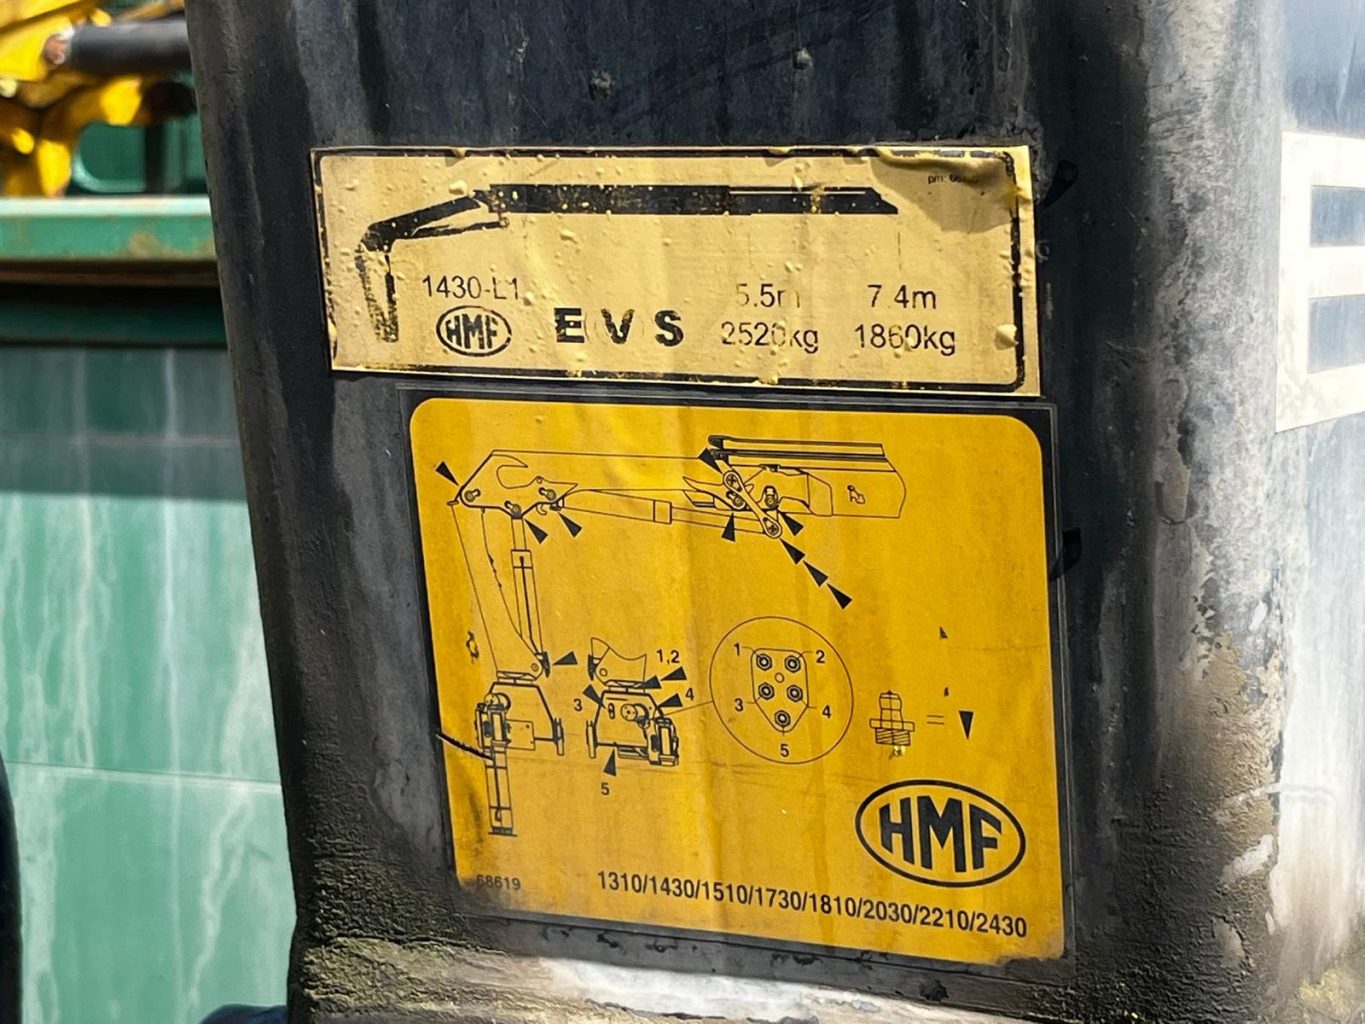 p/n:
1430-L1
HMF
EVS
5.5m 7.4m
2520kg 1860kg
1,2
3
4
5
1 2
3 4
5
=
HMF
68619
1310/1430/1510/1730/1810/2030/2210/2430